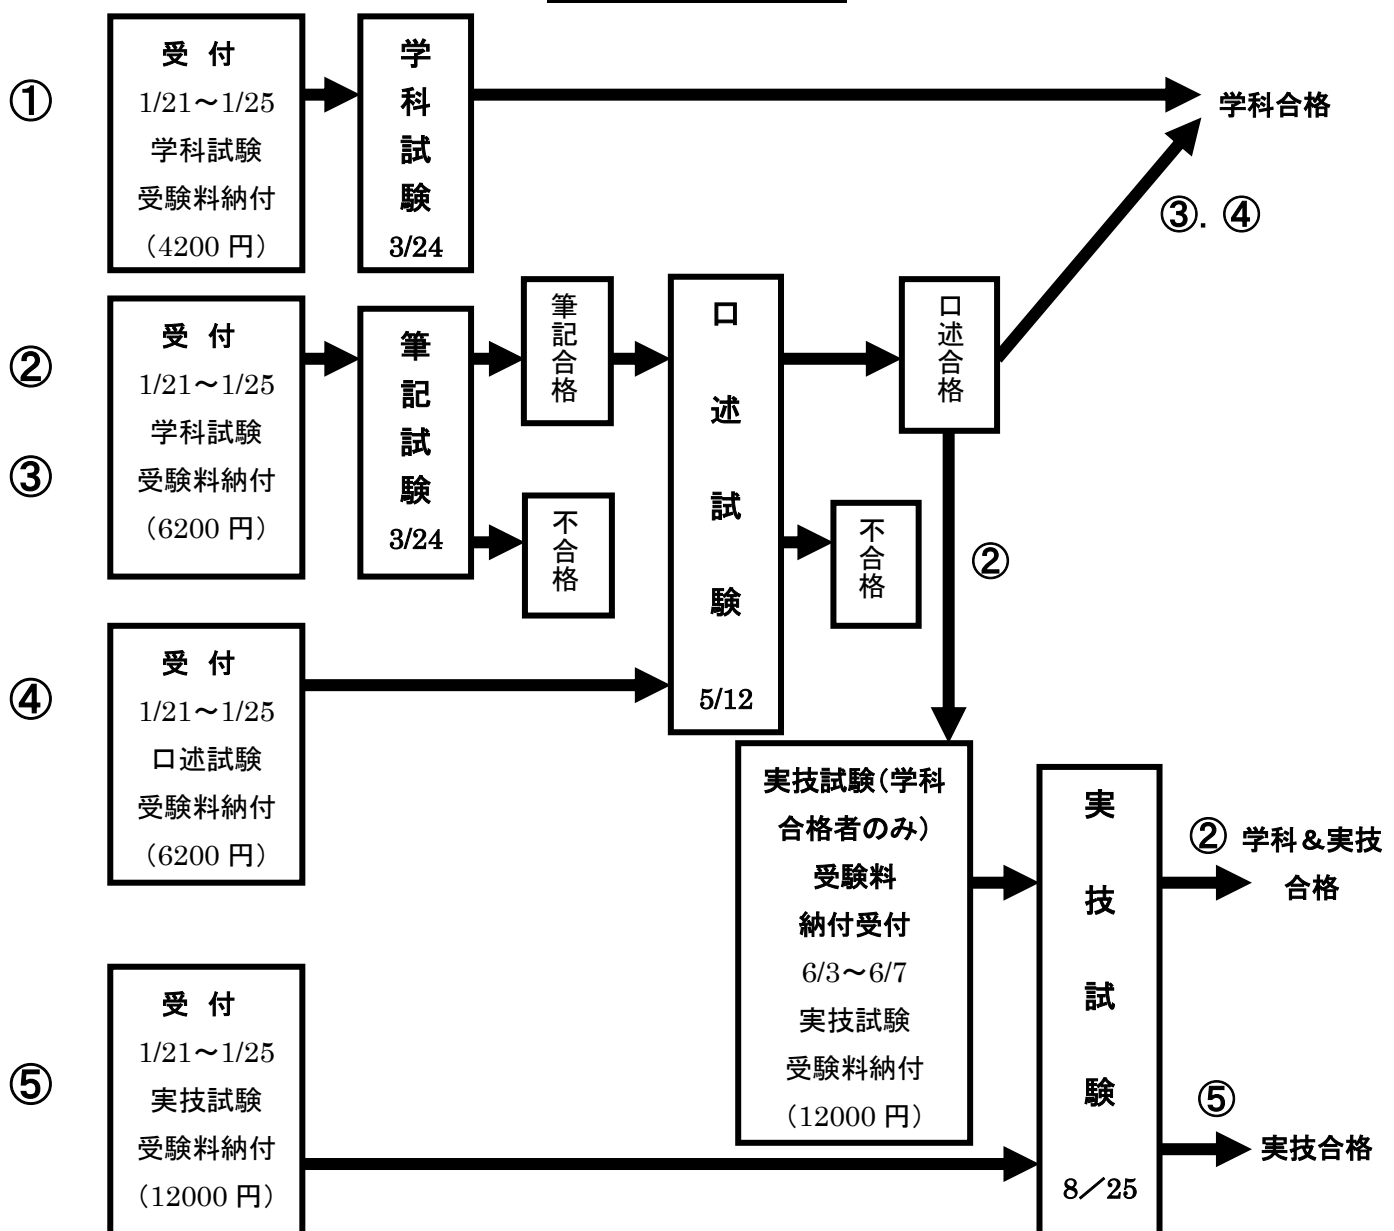 ①
受 付
1/21～1/25
学科試験
受験料納付
（4200 円）
学科試験
3/24
学科合格
③. ④
②
③
受 付
1/21～1/25
学科試験
受験料納付
（6200 円）
筆記試験
3/24
筆記合格
不合格
口述試験
5/12
口述合格
不合格
②
④
受 付
1/21～1/25
口述試験
受験料納付
（6200 円）
実技試験（学科
合格者のみ）
受験料
納付受付
6/3～6/7
実技試験
受験料納付
（12000 円）
実技試験
8／25
② 学科＆実技
合格
⑤
受 付
1/21～1/25
実技試験
受験料納付
（12000 円）
⑤
実技合格